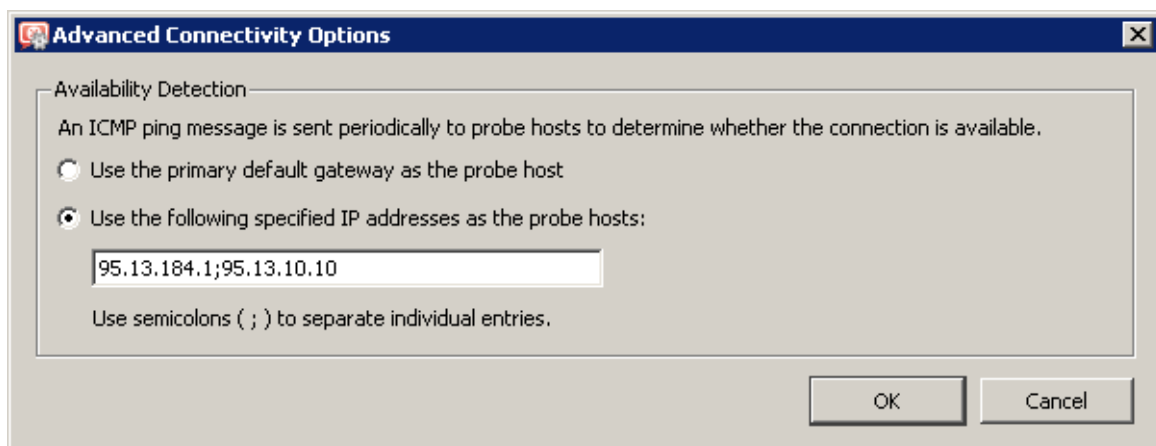 Advanced Connectivity Options
Availability Detection
An ICMP ping message is sent periodically to probe hosts to determine whether the connection is available.
Use the primary default gateway as the probe host
Use the following specified IP addresses as the probe hosts:
95.13.184.1;95.13.10.10
Use semicolons ( ; ) to separate individual entries.
OK Cancel